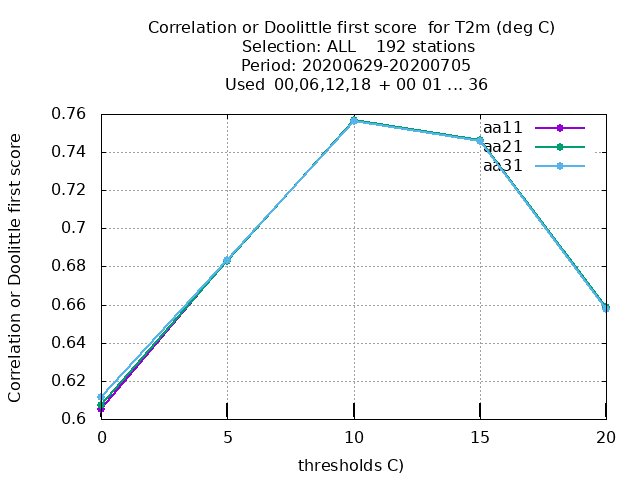 Correlation or Doolittle first score  for T2m (deg C)
Selection: ALL    192 stations
Period: 20200629-20200705
Used  00,06,12,18  + 00 01 ... 36
Correlation or Doolittle first score
0.76
0.74
0.72
0.7
0.68
0.66
0.64
0.62
0.6
aa11
aa21
aa31
0 5 10 15 20
thresholds C)